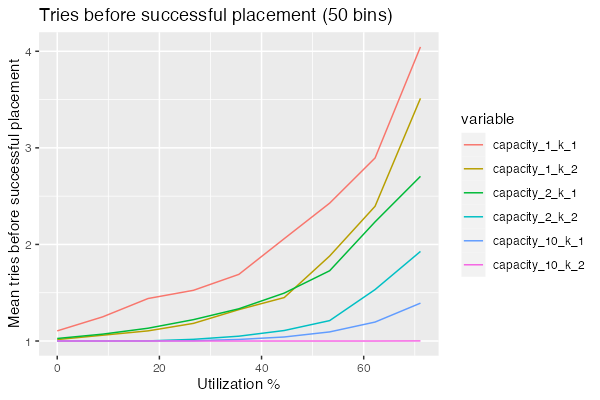 Tries before successful placement (50 bins)
Mean tries before successful placement
4
3
2
1
0
20
40
60
Utilization %
variable
capacity_1_k_1
capacity_1_k_2
capacity_2_k_1
capacity_2_k_2
capacity_10_k_1
capacity_10_k_2